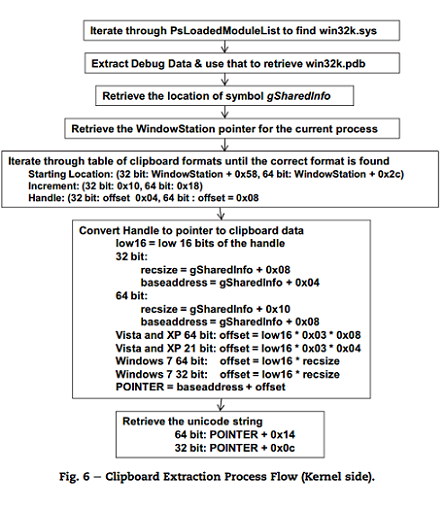 Iterate through PsLoadedModuleList to find win32k.sys
Extract Debug Data & use that to retrieve win32k.pdb
Retrieve the location of symbol gSharedInfo
Retrieve the WindowStation pointer for the current process
Iterate through table of clipboard formats until the correct format is found
Starting Location: (32 bit: WindowStation + 0x58, 64 bit: WindowStation + 0x2c)
Increment: (32 bit: 0x10, 64 bit: 0x18)
Handle: (32 bit: offset 0x04, 64 bit : offset = 0x08
Convert Handle to pointer to clipboard data
low16 = low 16 bits of the handle
32 bit:
recsize = gSharedInfo + 0x08
baseaddress = gSharedInfo + 0x04
64 bit:
recsize = gSharedInfo + 0x10
baseaddress = gSharedInfo + 0x08
Vista and XP 64 bit: offset = low16 * 0x03 * 0x08
Vista and XP 21 bit: offset = low16 * 0x03 * 0x04
Windows 7 64 bit: offset = low16 * recsize
Windows 7 32 bit: offset = low16 * recsize
POINTER = baseaddress + offset
Retrieve the unicode string
64 bit: POINTER + 0x14
32 bit: POINTER + 0x0c
Fig. 6 – Clipboard Extraction Process Flow (Kernel side).